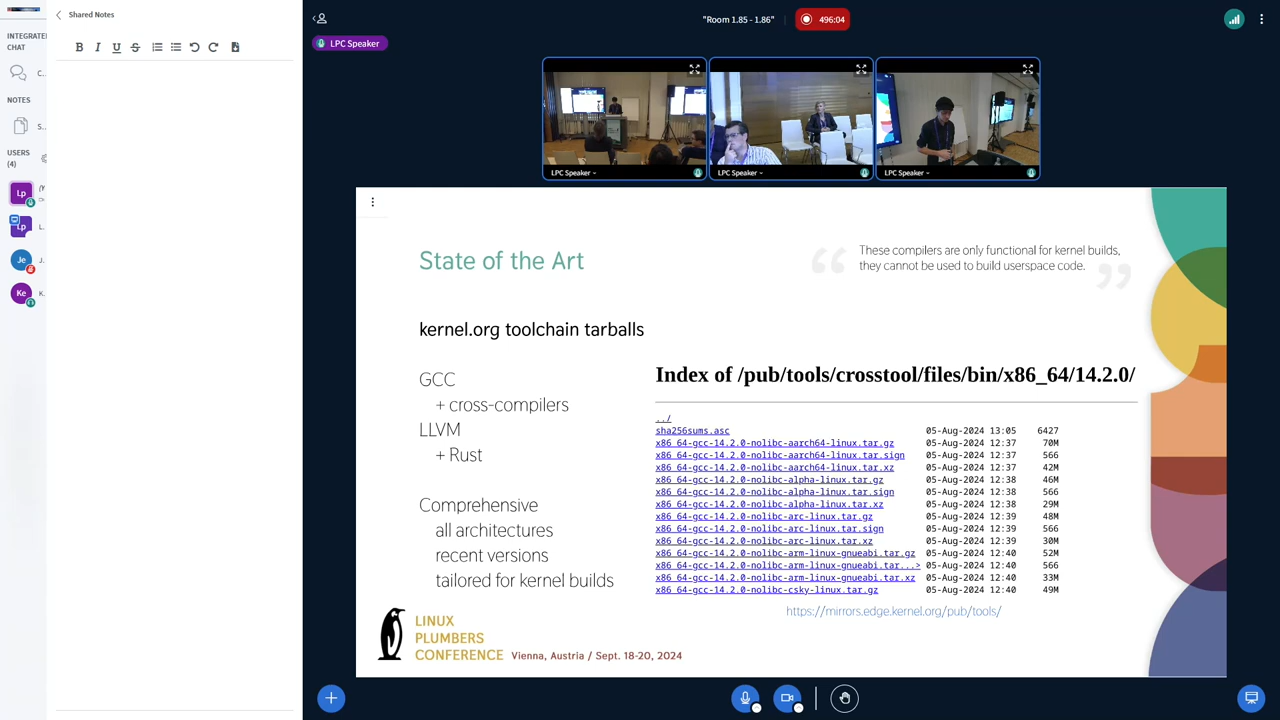 Shared Notes
INTEGRATE
CHAT
C...
NOTES
S...
USERS
(4)
Lp
Lp
L...
Je
J...
Ke
K...
"Room 1.85 - 1.86"
496:04
LPC Speaker
LPC Speaker
LPC Speaker
LPC Speaker
State of the Art
These compilers are only functional for kernel builds,
they cannot be used to build userspace code.
kernel.org toolchain tarballs
GCC
+ cross-compilers
LLVM
+ Rust
Comprehensive
all architectures
recent versions
tailored for kernel builds
Index of /pub/tools/crosstool/files/bin/x86_64/14.2.0/
../
sha256sums.asc 05-Aug-2024 13:05 6427
x86_64-gcc-14.2.0-nolibc-aarch64-linux.tar.gz 05-Aug-2024 12:37 70M
x86_64-gcc-14.2.0-nolibc-aarch64-linux.tar.sign 05-Aug-2024 12:37 566
x86_64-gcc-14.2.0-nolibc-aarch64-linux.tar.xz 05-Aug-2024 12:37 42M
x86_64-gcc-14.2.0-nolibc-alpha-linux.tar.gz 05-Aug-2024 12:38 46M
x86_64-gcc-14.2.0-nolibc-alpha-linux.tar.sign 05-Aug-2024 12:38 566
x86_64-gcc-14.2.0-nolibc-alpha-linux.tar.xz 05-Aug-2024 12:38 29M
x86_64-gcc-14.2.0-nolibc-arc-linux.tar.gz 05-Aug-2024 12:39 48M
x86_64-gcc-14.2.0-nolibc-arc-linux.tar.sign 05-Aug-2024 12:39 566
x86_64-gcc-14.2.0-nolibc-arc-linux.tar.xz 05-Aug-2024 12:39 30M
x86_64-gcc-14.2.0-nolibc-arm-linux-gnueabi.tar.gz 05-Aug-2024 12:40 52M
x86_64-gcc-14.2.0-nolibc-arm-linux-gnueabi.tar...> 05-Aug-2024 12:40 566
x86_64-gcc-14.2.0-nolibc-arm-linux-gnueabi.tar.xz 05-Aug-2024 12:40 33M
x86_64-gcc-14.2.0-nolibc-csky-linux.tar.gz 05-Aug-2024 12:40 49M
https://mirrors.edge.kernel.org/pub/tools/
LINUX
PLUMBERS
CONFERENCE Vienna, Austria / Sept. 18-20, 2024